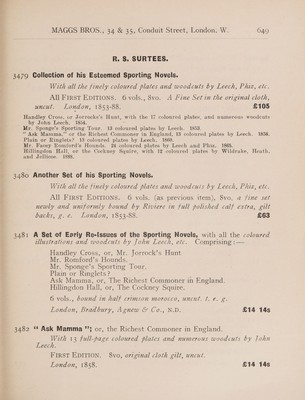 MAGGS BROS., 34 & 35, Conduit Street, London, W. 649
R. S. SURTEES.
3479 Collection of his Esteemed Sporting Novels.
With all the finely coloured plates and woodcuts by Leech, Phiz, etc.
All FIRST EDITIONS. 6 vols., 8vo. A Fine Set in the original cloth,
uncut. London, 1853-88. £105
Handley Cross, or Jorrocks's Hunt, with the 17 coloured plates, and numerous woodcuts
by John Leech. 1854.
Mr. Sponge's Sporting Tour. 13 coloured plates by Leech. 1853.
" Ask Mamma," or the Richest Commoner in England. 13 coloured plates by Leech. 1858.
Plain or Ringlets? 13 coloured plates by Leech. 1860.
Mr. Facey Romford's Hounds. 24 coloured plates by Leech and Phiz. 1865.
Hillingdon Hall, or the Cockney Squire, with 12 coloured plates by Wildrake, Heath,
and Jellicoe. 1888.
3480 Another Set of his Sporting Novels.
With all the finely coloured plates and woodcuts by Leech, Phiz, etc.
All FIRST EDITIONS. 6 vols. (as previous item), 8vo, a fine set
newly and uniformly bound by Riviere in full polished calf extra, gilt
backs, g. e. London, 1853-88. £63
3481 A Set of Early Re-Issues of the Sporting Novels, with all the coloured
illustrations and woodcuts by John Leech, etc. Comprising:—
Handley Cross, or, Mr. Jorrock's Hunt
Mr. Romford's Hounds.
Mr. Sponge's Sporting Tour.
Plain or Ringlets?
Ask Mamma, or, The Richest Commoner in England.
Hillingdon Hall, or, The Cockney Squire.
6 vols., bound in half crimson morocco, uncut. t. e. g.
London, Bradbury, Agnew & Co., N.D. £14 14s
3482 " Ask Mamma "; or, the Richest Commoner in England.
With 13 full-page coloured plates and numerous woodcuts by John
Leech.
FIRST EDITION. 8vo, original cloth gilt, uncut.
London, 1858. £14 14s